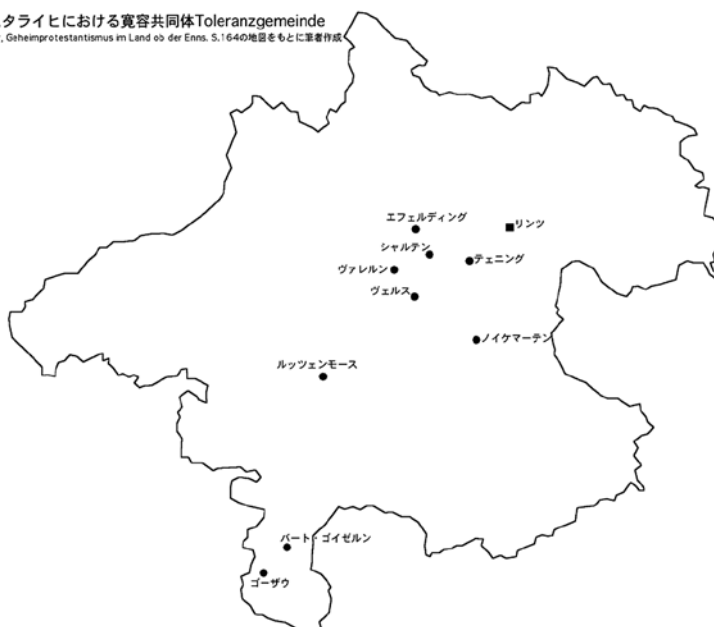 タライヒにおける寛容共同体Toleranzgemeinde
, Geheimprotestantismus im Land ob der Enns. S.164の地図をもとに筆者作成
エフェルディング
リンツ
シャルテン
テェニング
ヴァレルン
ヴェルス
ノイケマーテン
ルッツェンモース
バート・ゴイゼルン
ゴーザウ